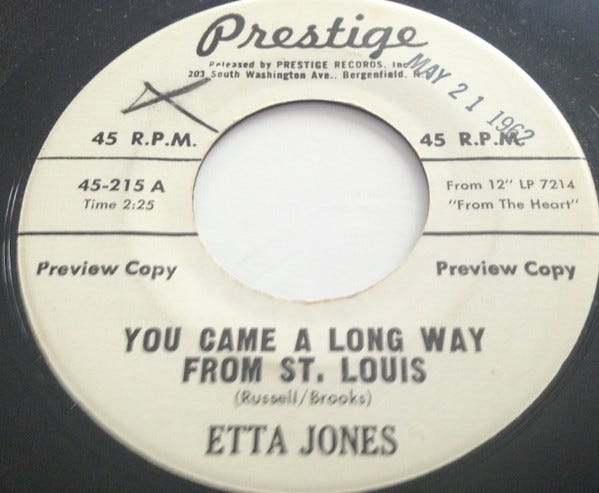 Prestige
Released by PRESTIGE RECORDS, Inc.
203 South Washington Ave., Bergenfield, N.
MAY 21 1962
45 R.P.M.
45 R.P.M.
45-215 A
Time 2:25
From 12" LP 7214
"From The Heart"
Preview Copy
Preview Copy
YOU CAME A LONG WAY
FROM ST. LOUIS
(Russell/Brooks)
ETTA JONES